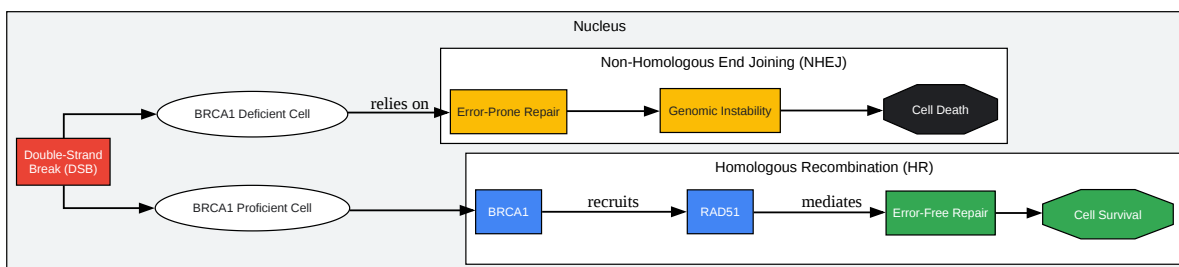 Nucleus
Non-Homologous End Joining (NHEJ)
BRCA1 Deficient Cell
relies on
Error-Prone Repair
Genomic Instability
Cell Death
Double-Strand
Break (DSB)
Homologous Recombination (HR)
BRCA1 Proficient Cell
BRCA1
recruits
RAD51
mediates
Error-Free Repair
Cell Survival